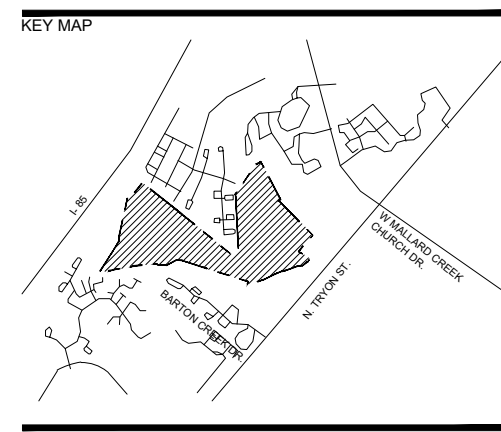 KEY MAP
I- 85
W MALLARD CREEK
CHURCH DR.
N. TRYON ST.
BARTON CREEK DR.